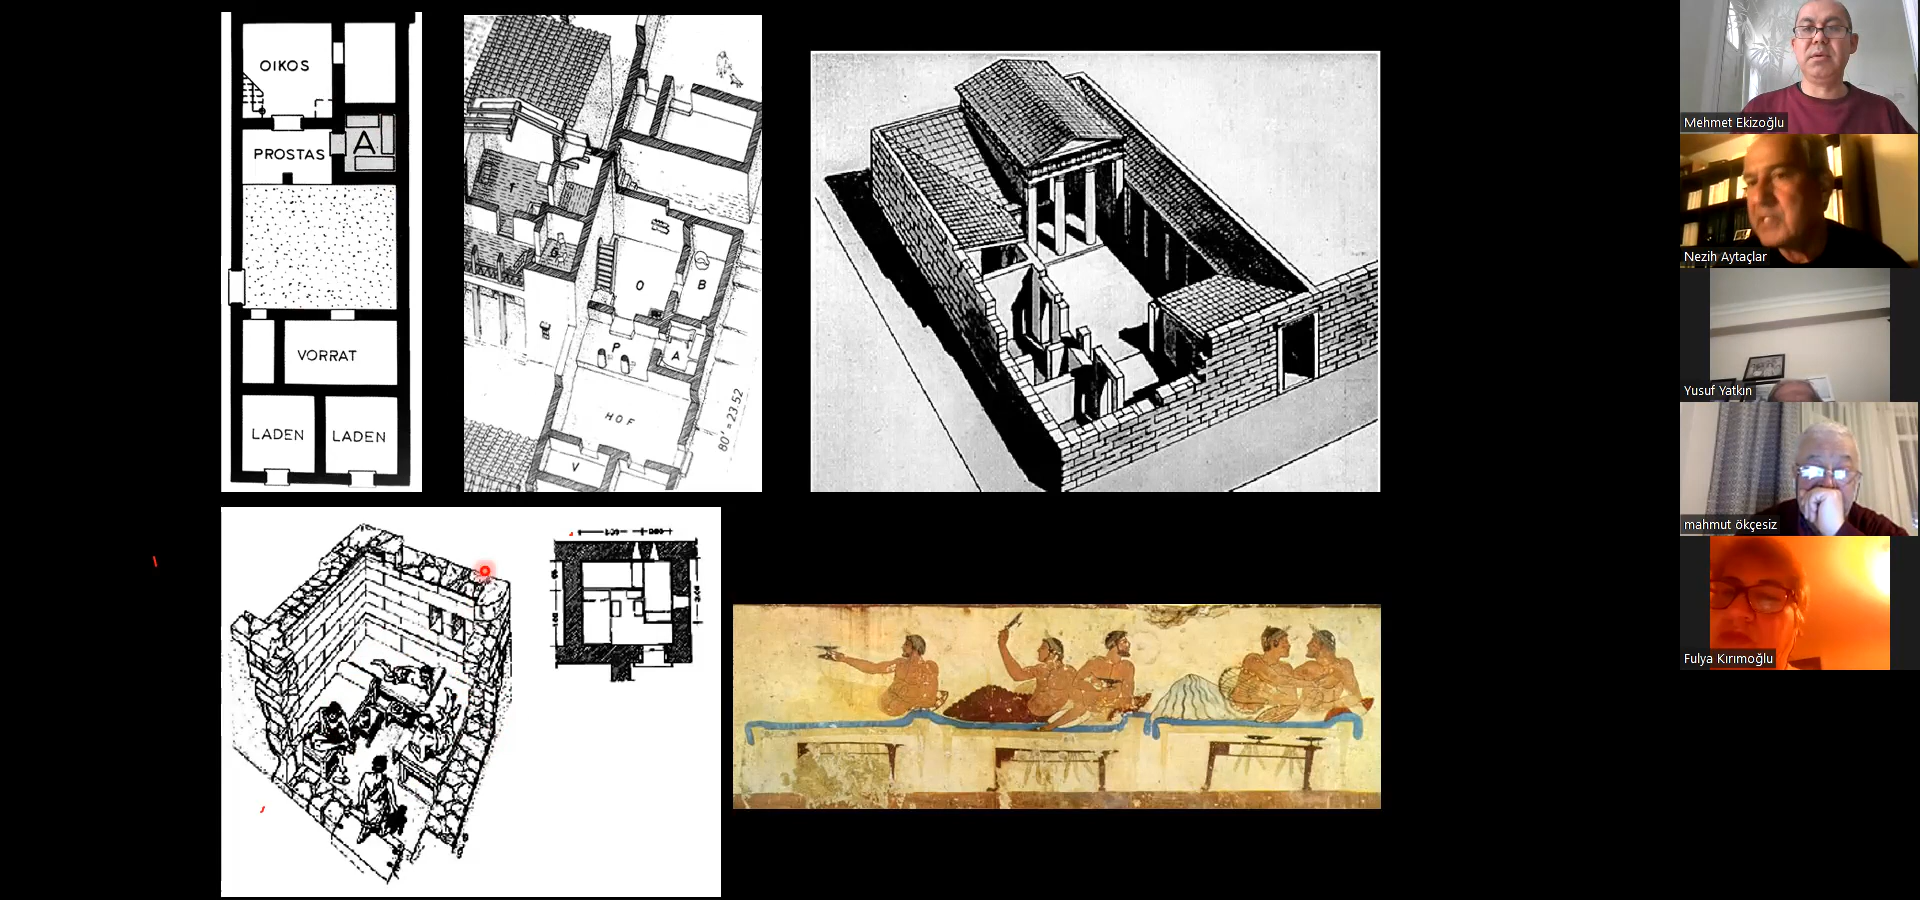 OIKOS
PROSTAS
A
VORRAT
LADEN LADEN
O
B
P
A
HOF
V
80' = 23.52
Mehmet Ekizoğlu
Nezih Aytaçlar
Yusuf Yatkın
mahmut ökçesiz
Fulya Kırımoğlu